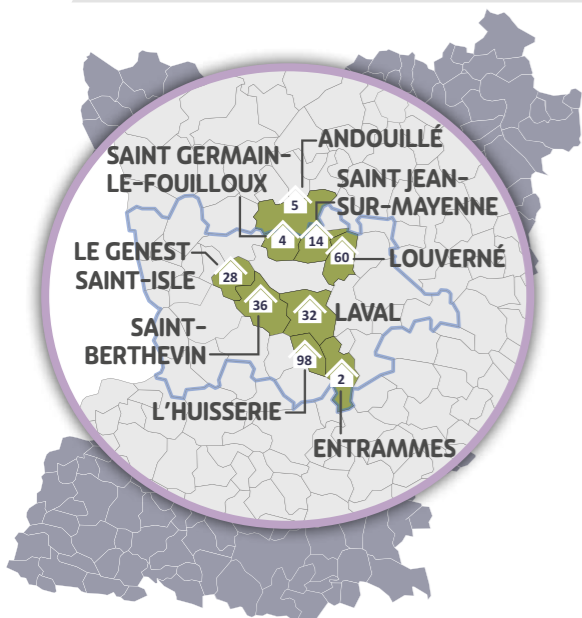 ANDOUILLÉ
5
SAINT GERMAIN-
LE-FOUILLOUX
4
SAINT JEAN-
SUR-MAYENNE
14
LOUVERNÉ
60
LE GENEST
SAINT-ISLE
28
SAINT-
BERTHEVIN
36
LAVAL
32
L'HUISSERIE
98
ENTRAMMES
2